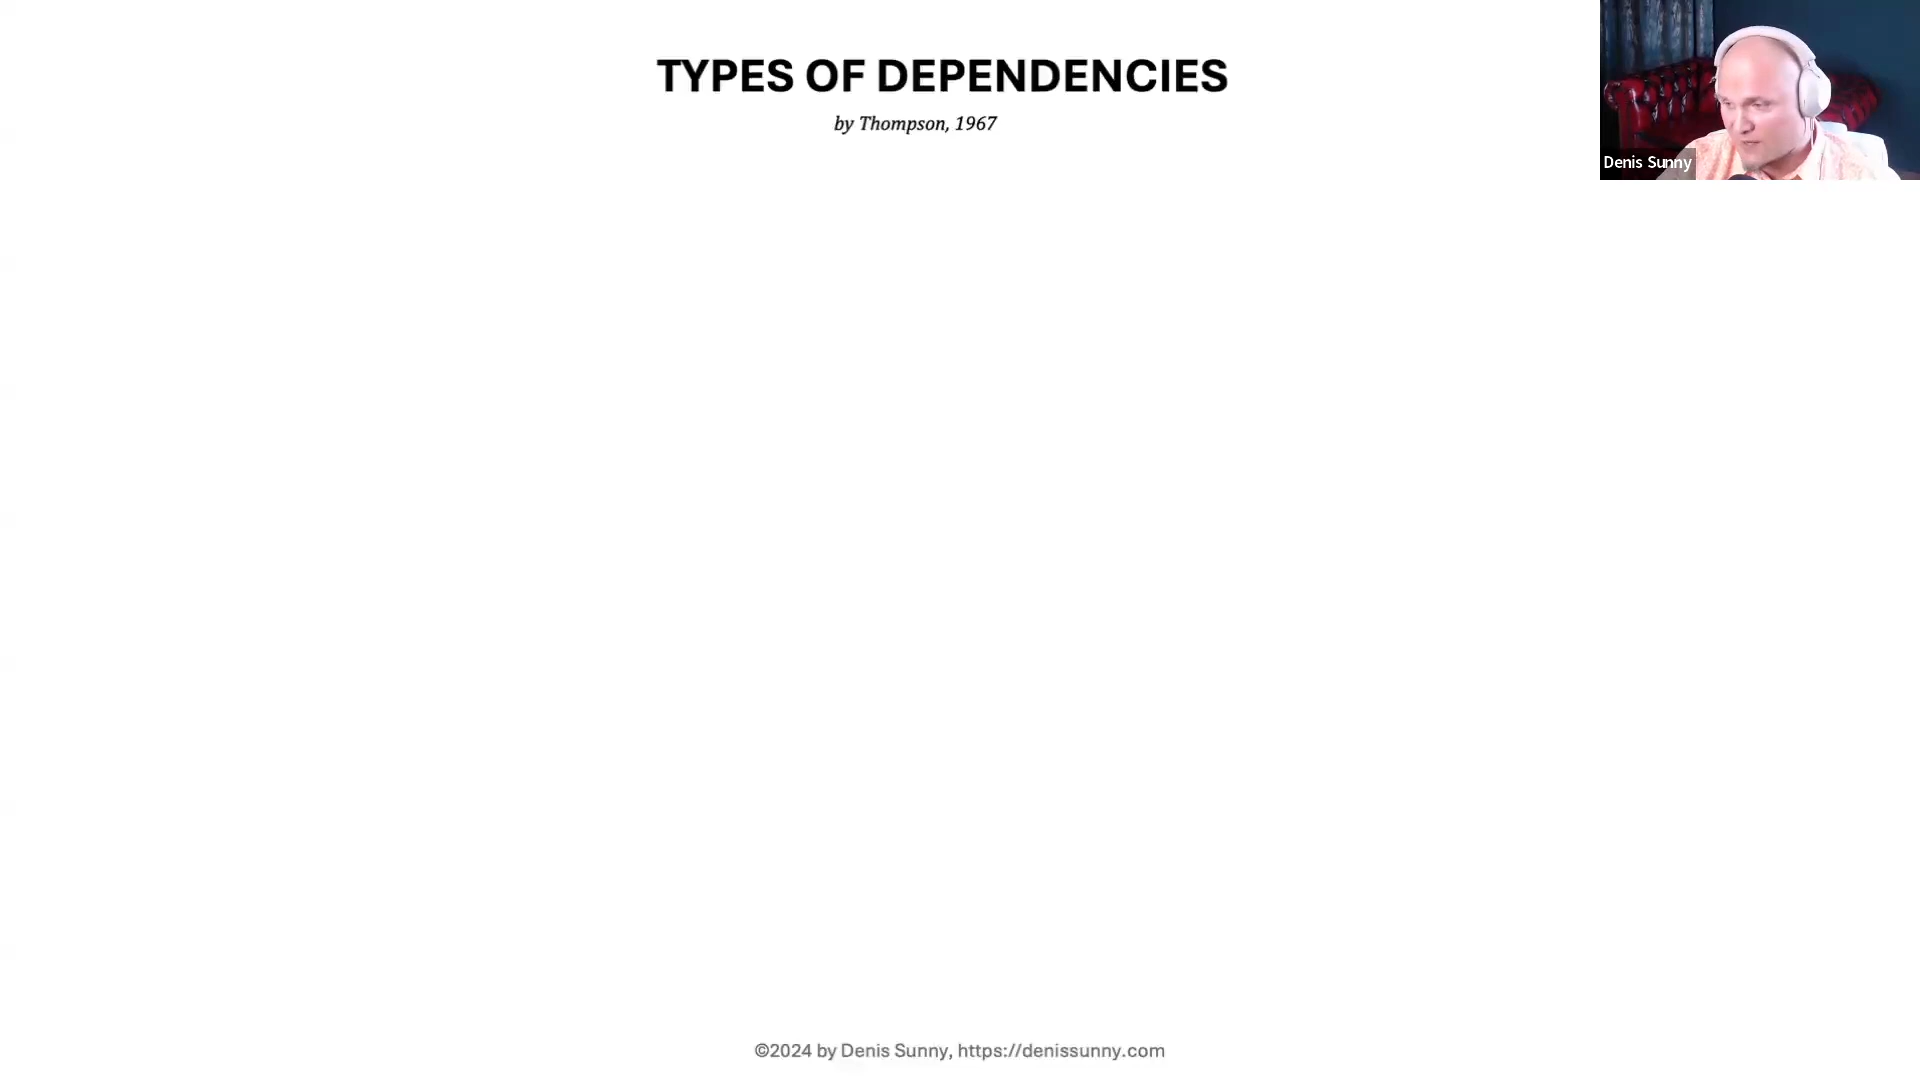 TYPES OF DEPENDENCIES
by Thompson, 1967
Denis Sunny
©2024 by Denis Sunny, https://denissunny.com